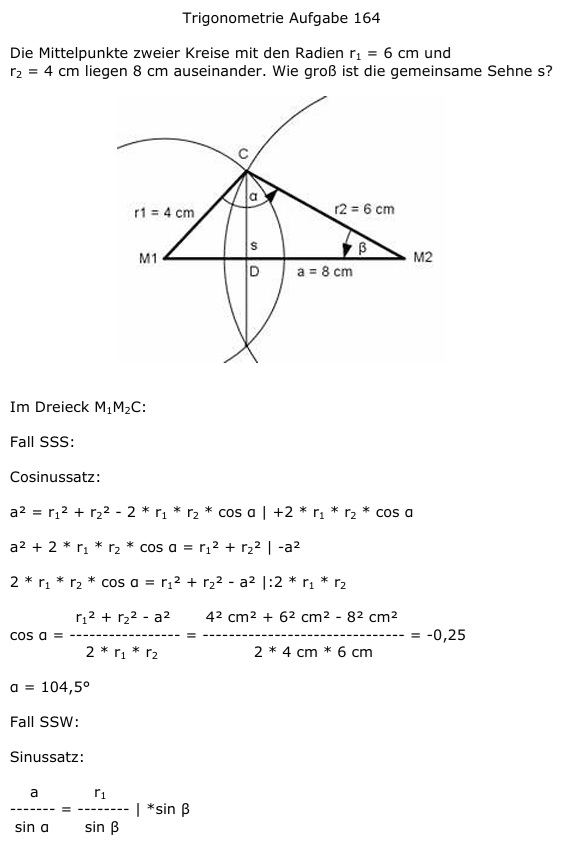 Trigonometrie Aufgabe 164
Die Mittelpunkte zweier Kreise mit den Radien r₁ = 6 cm und
r₂ = 4 cm liegen 8 cm auseinander. Wie groß ist die gemeinsame Sehne s?
C
α
r1 = 4 cm
r2 = 6 cm
s
β
M1
M2
D
a = 8 cm
Im Dreieck M₁M₂C:
Fall SSS:
Cosinussatz:
a² = r₁² + r₂² - 2 * r₁ * r₂ * cos α | +2 * r₁ * r₂ * cos α
a² + 2 * r₁ * r₂ * cos α = r₁² + r₂² | -a²
2 * r₁ * r₂ * cos α = r₁² + r₂² - a² |:2 * r₁ * r₂
r₁² + r₂² - a² 4² cm² + 6² cm² - 8² cm²
cos α = ----------------- = ------------------------------- = -0,25
2 * r₁ * r₂ 2 * 4 cm * 6 cm
α = 104,5°
Fall SSW:
Sinussatz:
a r₁
------- = -------- | *sin β
sin α sin β